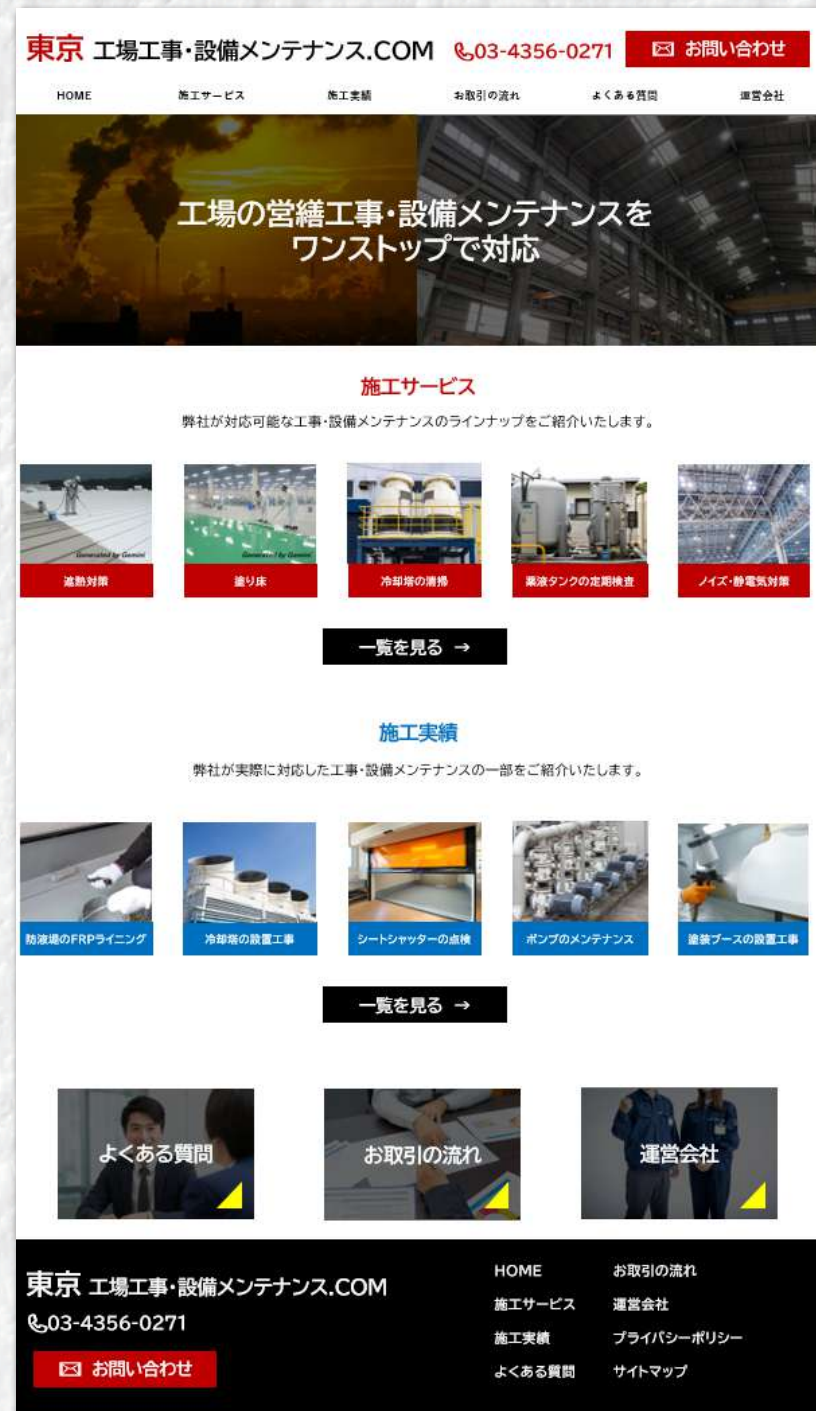 東京 工場工事・設備メンテナンス.COM 03-4356-0271 お問い合わせ
HOME 施工サービス 施工実績 お取引の流れ よくある質問 運営会社
工場の営繕工事・設備メンテナンスを
ワンストップで対応
施工サービス
弊社が対応可能な工事・設備メンテナンスのラインナップをご紹介いたします。
Generated by Gemini Generated by Gemini
遮熱対策 塗り床 冷却塔の清掃 薬液タンクの定期検査 ノイズ・静電気対策
一覧を見る →
施工実績
弊社が実際に対応した工事・設備メンテナンスの一部をご紹介いたします。
防液堤のFRPライニング 冷却塔の設置工事 シートシャッターの点検 ポンプのメンテナンス 塗装ブースの設置工事
一覧を見る →
よくある質問 お取引の流れ 運営会社
東京 工場工事・設備メンテナンス.COM
03-4356-0271
お問い合わせ
HOME お取引の流れ
施工サービス 運営会社
施工実績 プライバシーポリシー
よくある質問 サイトマップ